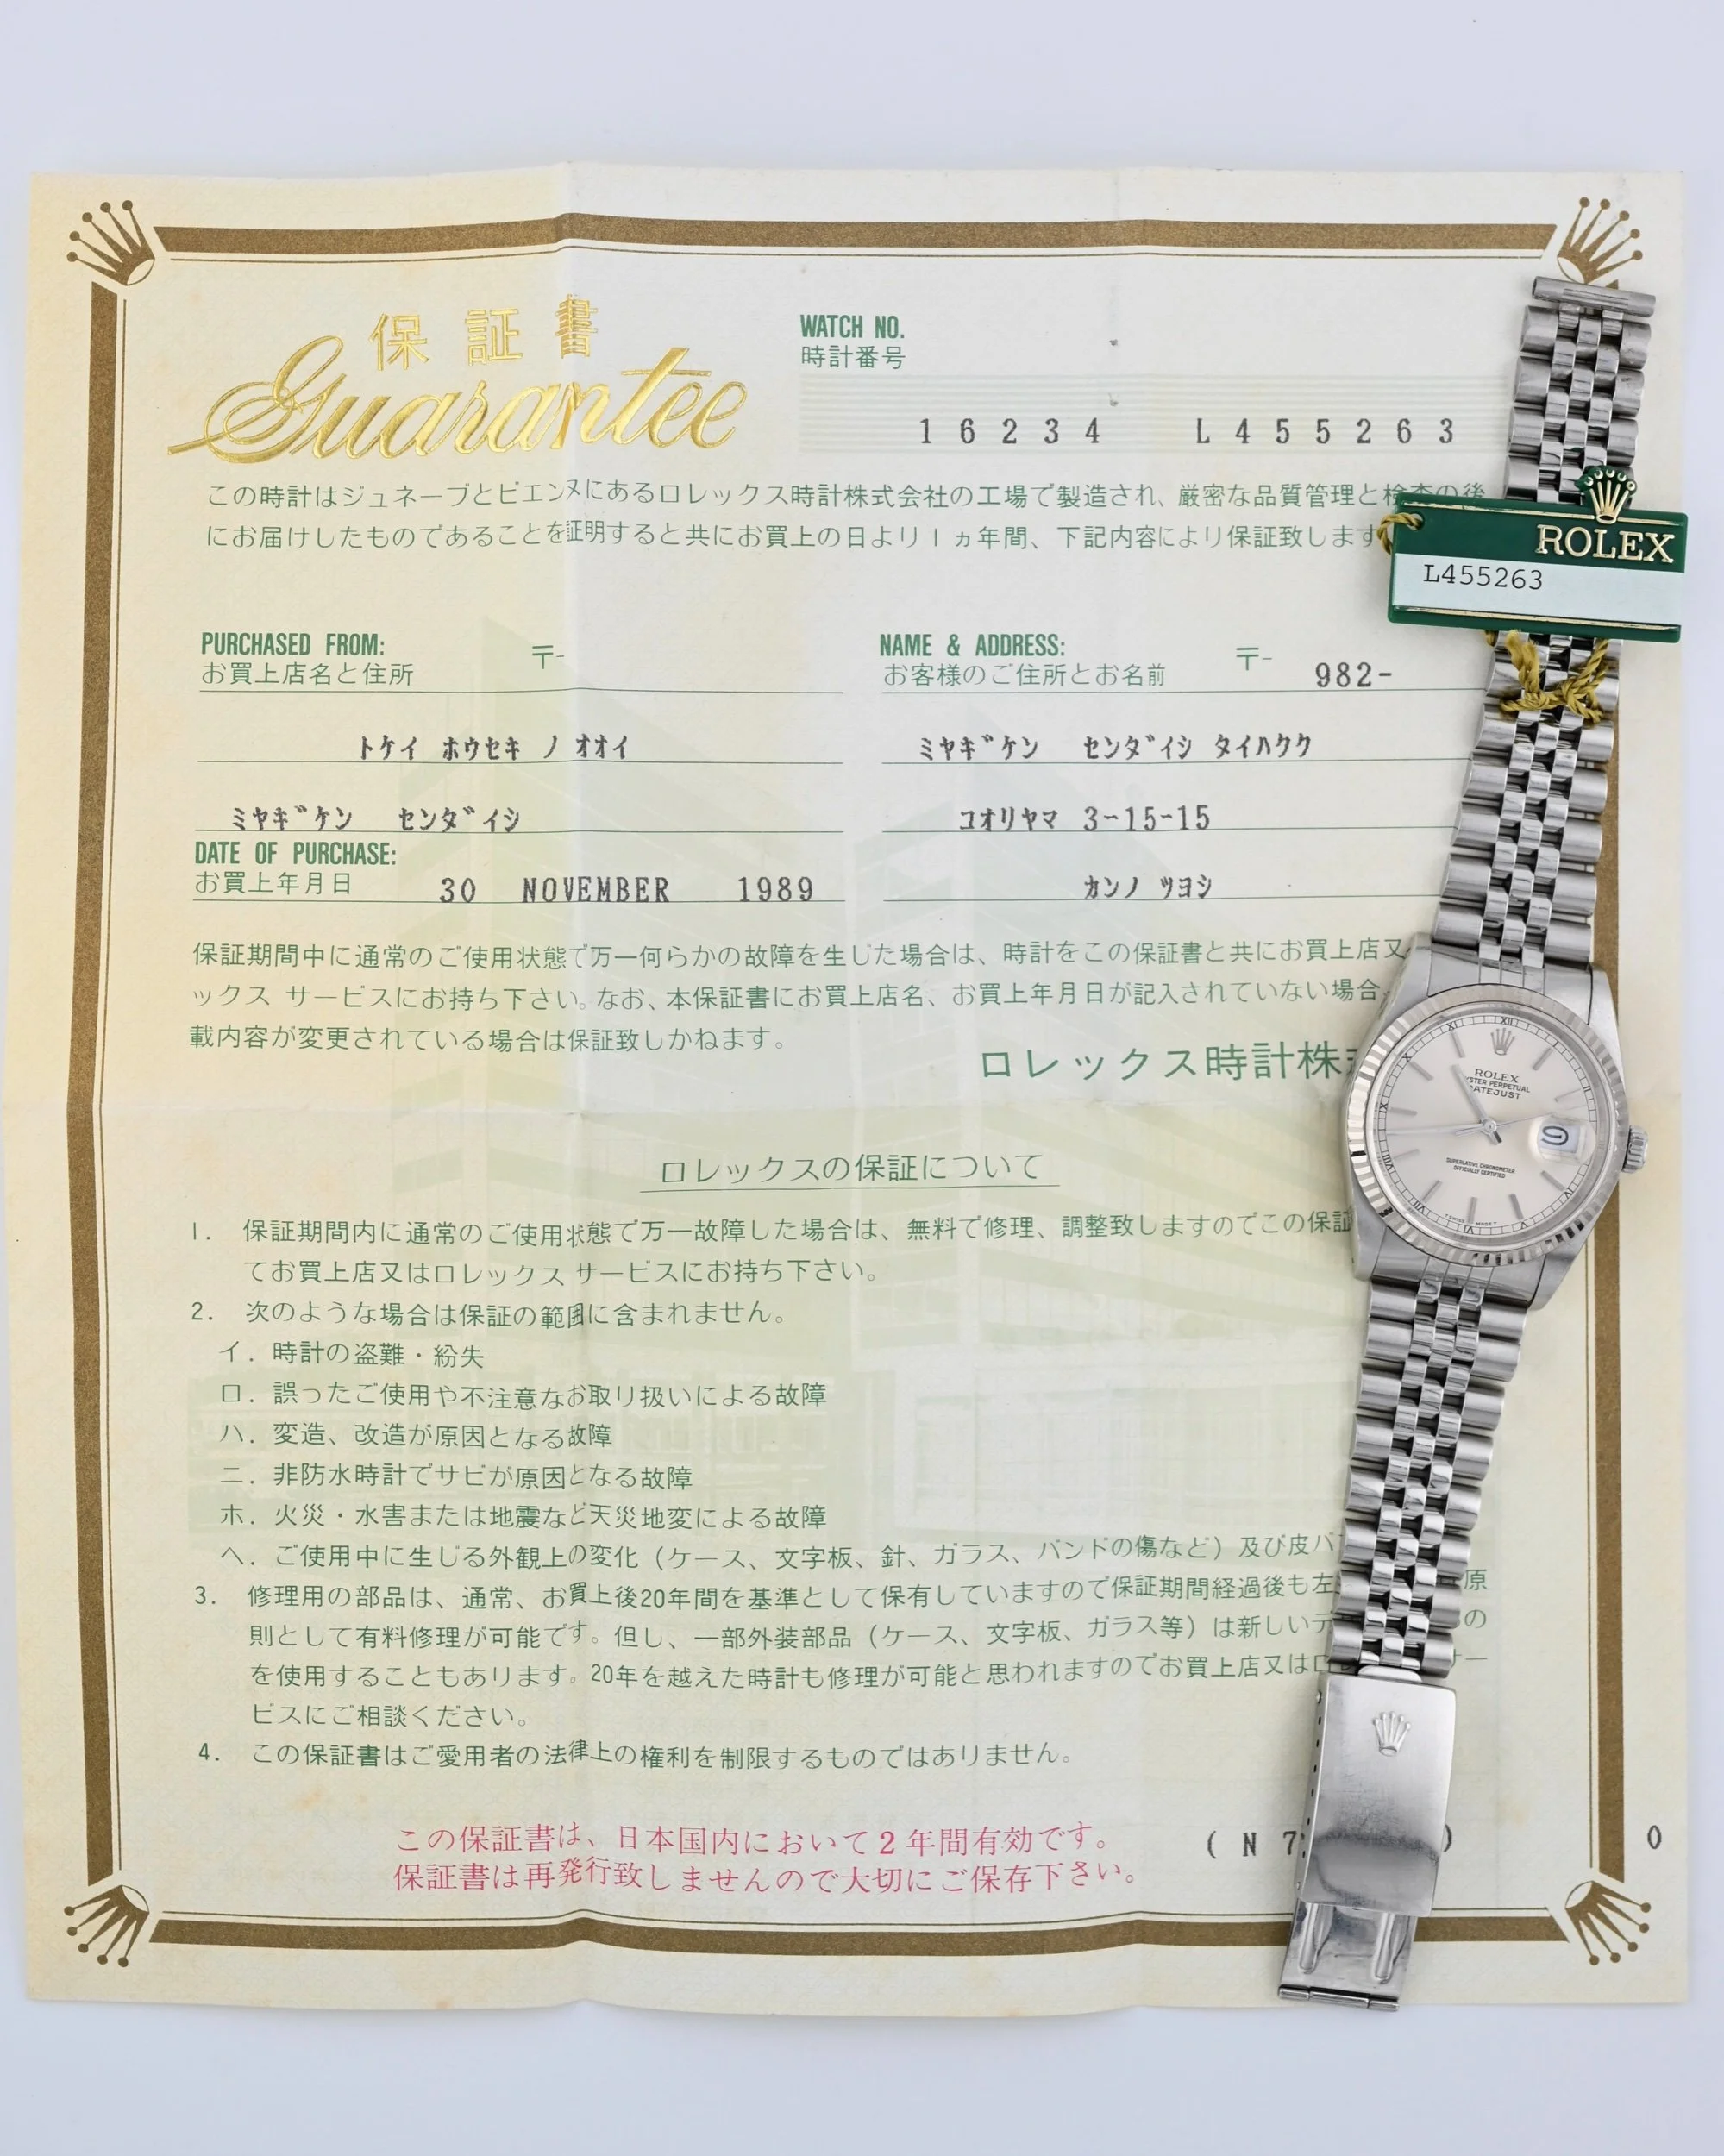 保証書
Guarantee
WATCH NO.
時計番号
16234 L455263
この時計はジュネーブとビエンヌにあるロレックス時計株式会社の工場で製造され、厳密な品質管理と検査の後
にお届けしたものであることを証明すると共にお買上の日より1ヵ年間、下記内容により保証致します
ROLEX
L455263
PURCHASED FROM:
お買上店名と住所 〒-
トケイ ホウセキ ノ オオイ
ミヤギケン センダイシ
DATE OF PURCHASE:
お買上年月日 30 NOVEMBER 1989
NAME & ADDRESS:
お客様のご住所とお名前 〒- 982-
ミヤギケン センダイシ タイハクク
コオリヤマ 3-15-15
カンノ ツヨシ
保証期間中に通常のご使用状態で万一何らかの故障を生じた場合は、時計をこの保証書と共にお買上店又
ックス サービスにお持ち下さい。なお、本保証書にお買上店名、お買上年月日が記入されていない場合、
載内容が変更されている場合は保証致しかねます。
ロレックス時計株
XI XII
X
II
IX
VIII
IV
VII VI V
ROLEX
OYSTER PERPETUAL
DATEJUST
SUPERLATIVE CHRONOMETER
OFFICIALLY CERTIFIED
ロレックスの保証について
1. 保証期間内に通常のご使用状態で万一故障した場合は、無料で修理、調整致しますのでこの保証
てお買上店又はロレックス サービスにお持ち下さい。
2. 次のような場合は保証の範囲に含まれません。
イ. 時計の盗難・紛失
ロ. 誤ったご使用や不注意なお取り扱いによる故障
ハ. 変造、改造が原因となる故障
ニ. 非防水時計でサビが原因となる故障
ホ. 火災・水害または地震など天災地変による故障
ヘ. ご使用中に生じる外観上の変化（ケース、文字板、針、ガラス、バンドの傷など）及び皮バ
3. 修理用の部品は、通常、お買上後20年間を基準として保有していますので保証期間経過後も左 原
則として有料修理が可能です。但し、一部外装部品（ケース、文字板、ガラス等）は新しいデ の
を使用することもあります。20年を越えた時計も修理が可能と思われますのでお買上店又はロ サー
ビスにご相談ください。
4. この保証書はご愛用者の法律上の権利を制限するものではありません。
この保証書は、日本国内において2年間有効です。
保証書は再発行致しませんので大切にご保存下さい。
( N 7 ) 0